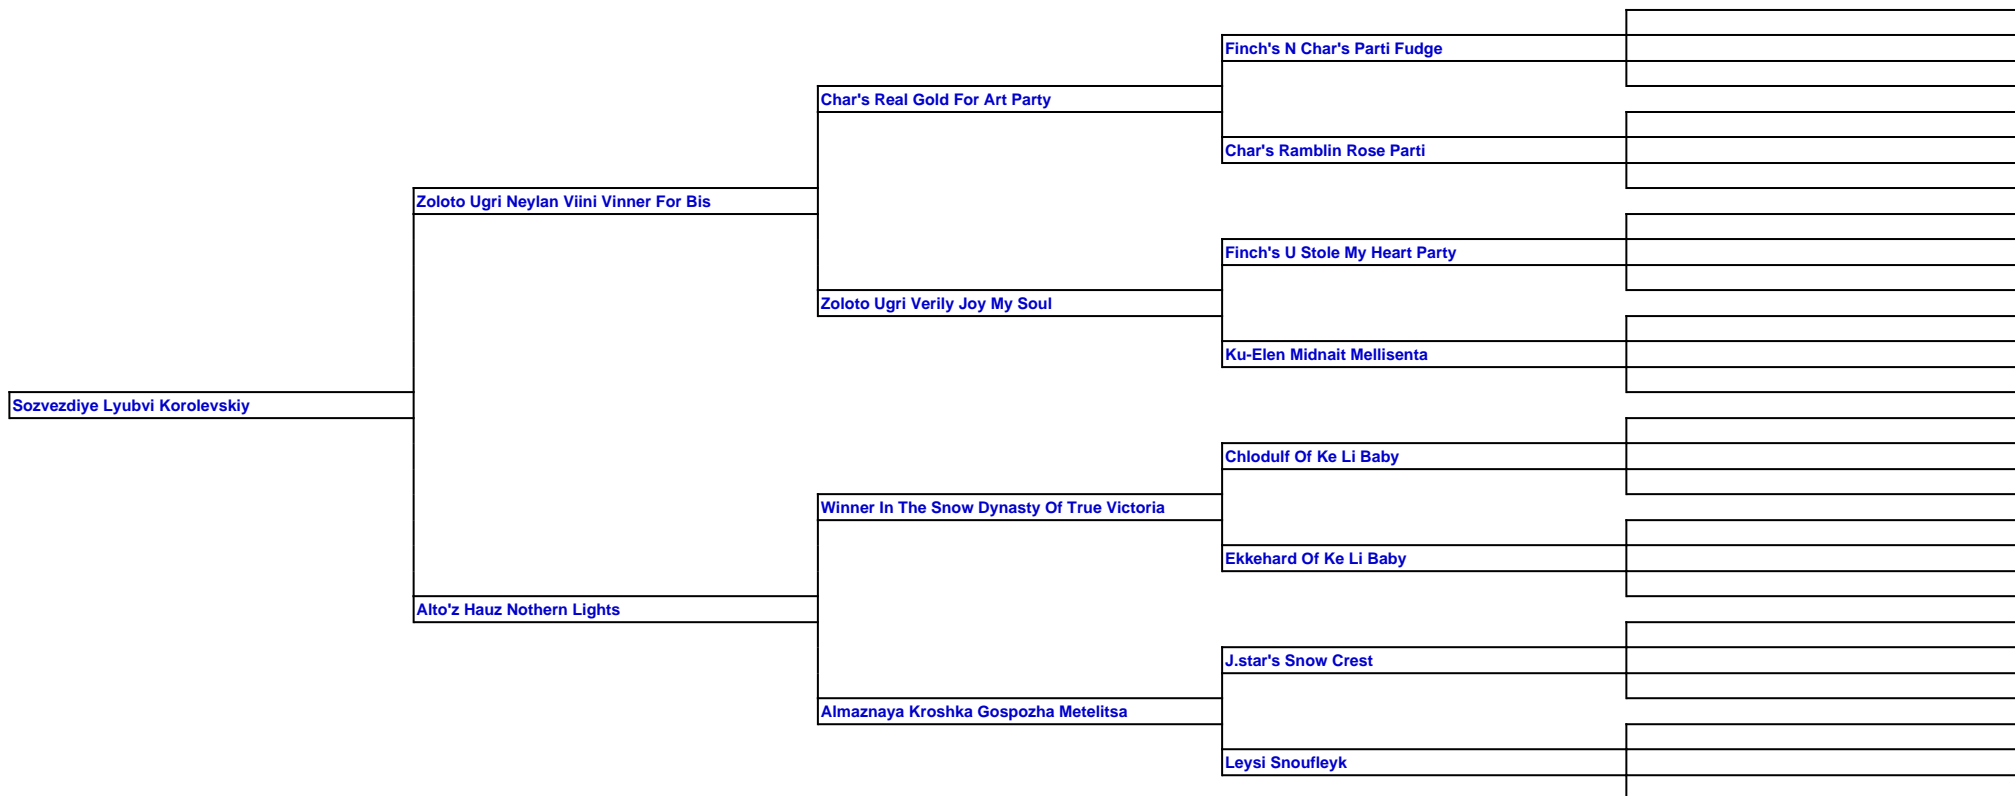 Finch's N Char's Parti Fudge
Char's Real Gold For Art Party
Char's Ramblin Rose Parti
Zoloto Ugri Neylan Viini Vinner For Bis
Finch's U Stole My Heart Party
Zoloto Ugri Verily Joy My Soul
Ku-Elen Midnait Mellisenta
Sozvezdiye Lyubvi Korolevskiy
Chlodulf Of Ke Li Baby
Winner In The Snow Dynasty Of True Victoria
Ekkehard Of Ke Li Baby
Alto'z Hauz Nothern Lights
J.star's Snow Crest
Almaznaya Kroshka Gospozha Metelitsa
Leysi Snoufleyk